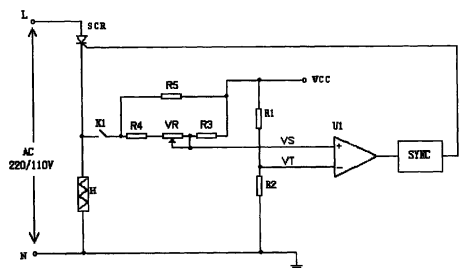 L
SCR
R5
VCC
K1
R4
VR
R3
R1
U1
VS
+
SYNC
VT
−
AC
220/110V
H
R2
N